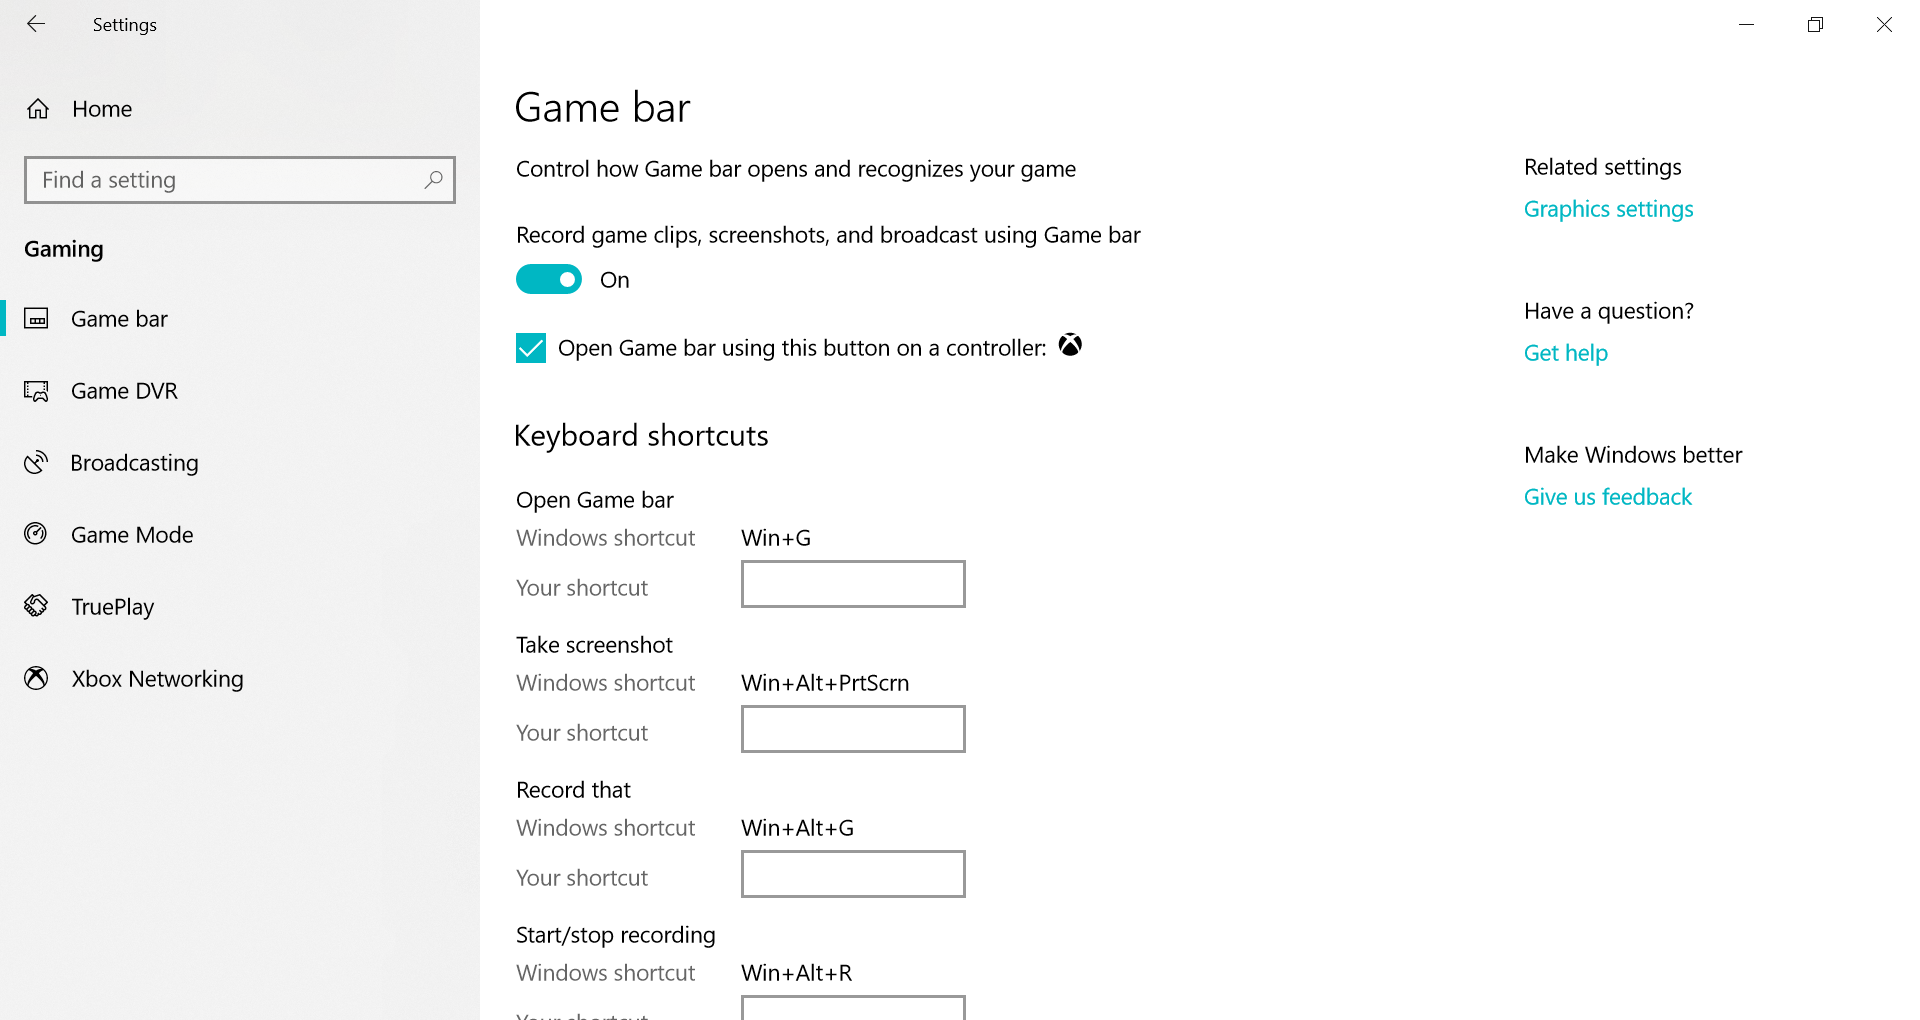 Settings
Home
Find a setting
Gaming
Game bar
Game DVR
Broadcasting
Game Mode
TruePlay
Xbox Networking
Game bar
Control how Game bar opens and recognizes your game
Record game clips, screenshots, and broadcast using Game bar
On
Open Game bar using this button on a controller:
Keyboard shortcuts
Open Game bar
Windows shortcut Win+G
Your shortcut
Take screenshot
Windows shortcut Win+Alt+PrtScrn
Your shortcut
Record that
Windows shortcut Win+Alt+G
Your shortcut
Start/stop recording
Windows shortcut Win+Alt+R
Your shortcut
Related settings
Graphics settings
Have a question?
Get help
Make Windows better
Give us feedback